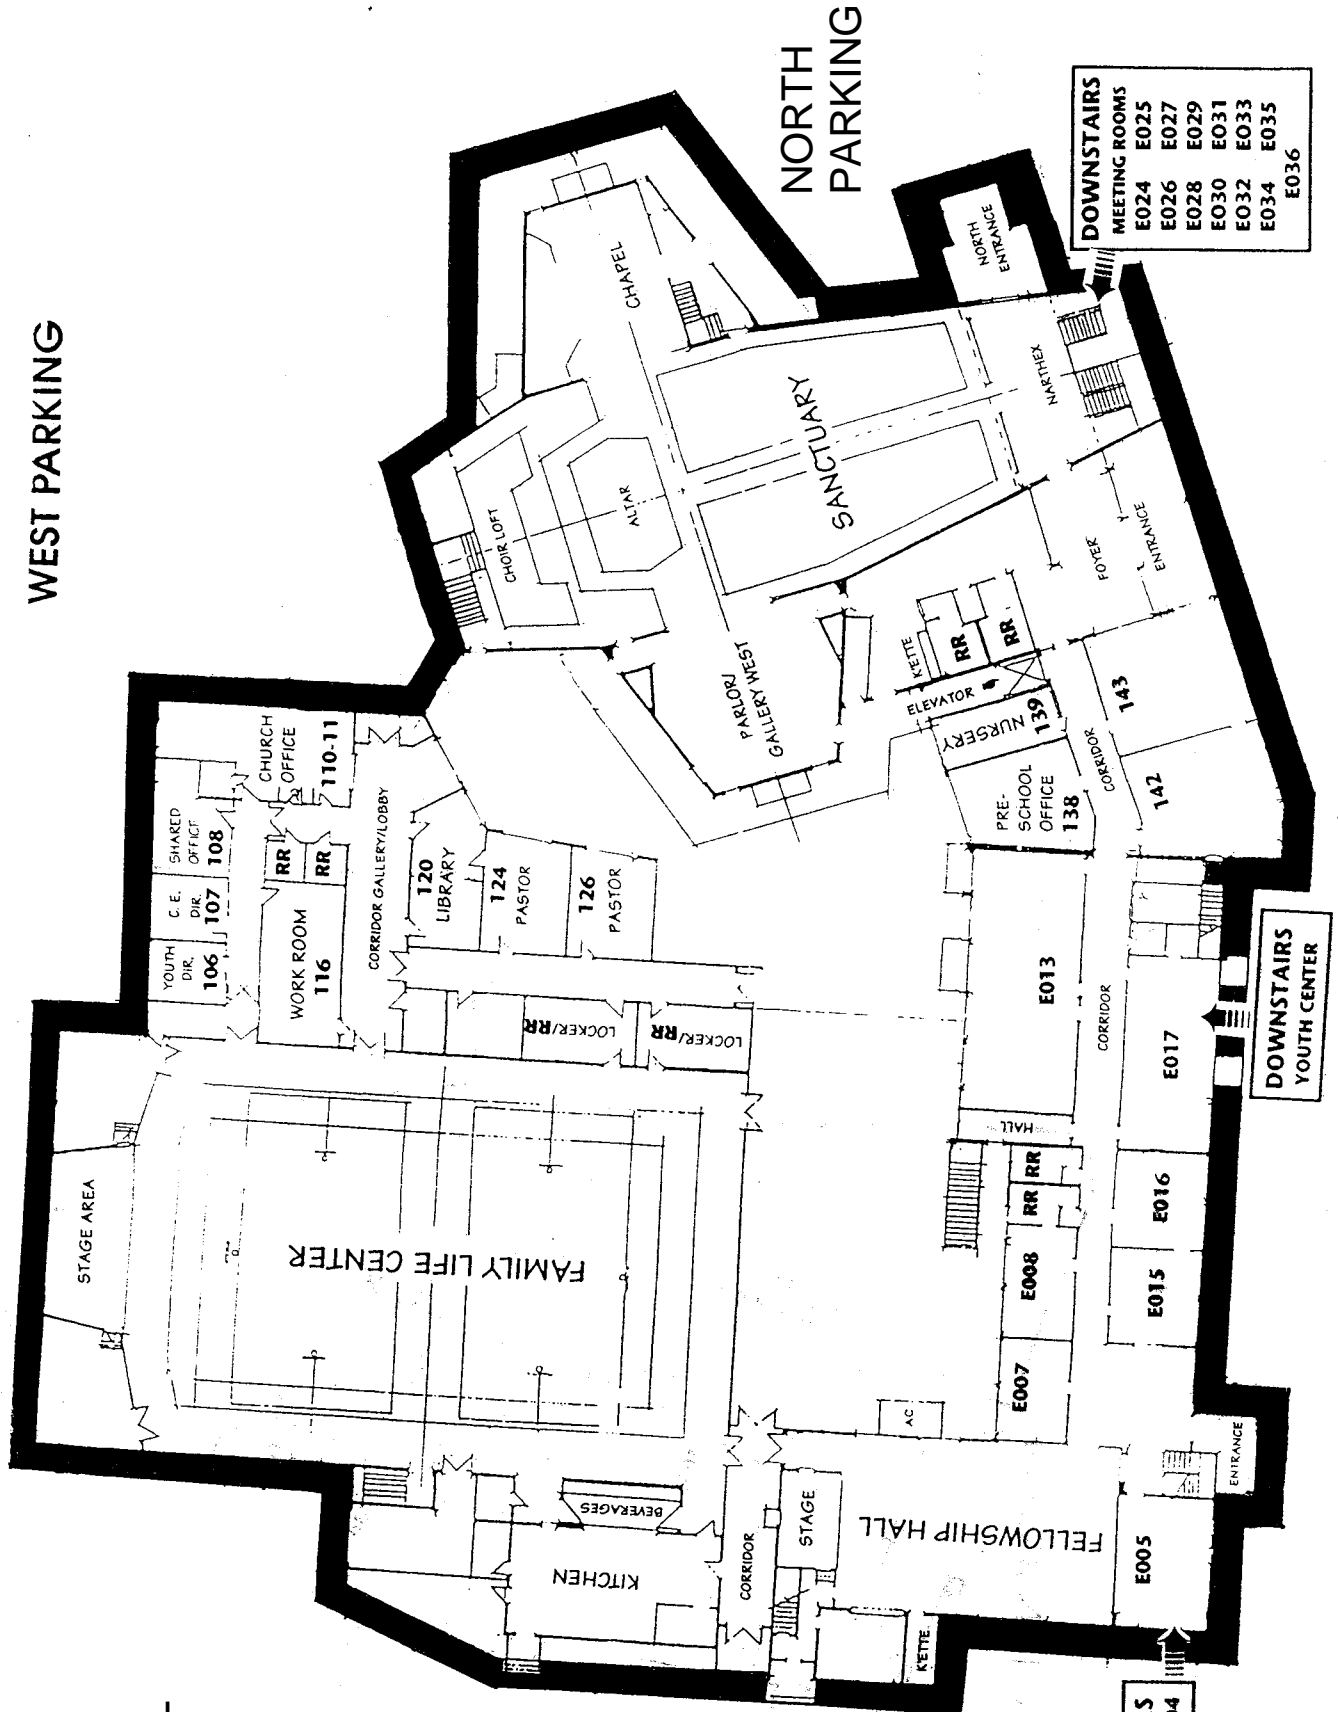 WEST PARKING
NORTH
PARKING
DOWNSTAIRS
MEETING ROOMS
E024 E025
E026 E027
E028 E029
E030 E031
E032 E033
E034 E035
E036
NORTH
ENTRANCE
CHAPEL
NARTHEX
SANCTUARY
ALTAR
CHOIR LOFT
FOYER
ENTRANCE
PARLOR/
GALLERY WEST
K'ETTE
RR
RR
ELEVATOR
NURSERY
139
143
142
CORRIDOR
PRE-
SCHOOL
OFFICE
138
CHURCH
OFFICE
110-11
SHARED
OFFICE
108
C. E.
DIR.
107
YOUTH
DIR.
106
RR
RR
WORK ROOM
116
CORRIDOR GALLERY/LOBBY
120
LIBRARY
124
PASTOR
126
PASTOR
LOCKER/RR
LOCKER/RR
E013
CORRIDOR
E017
DOWNSTAIRS
YOUTH CENTER
HALL
RR
RR
E016
E008
E015
E007
STAGE AREA
FAMILY LIFE CENTER
AC
ENTRANCE
BEVERAGES
KITCHEN
CORRIDOR
STAGE
FELLOWSHIP HALL
E005
K'ETTE
S
04